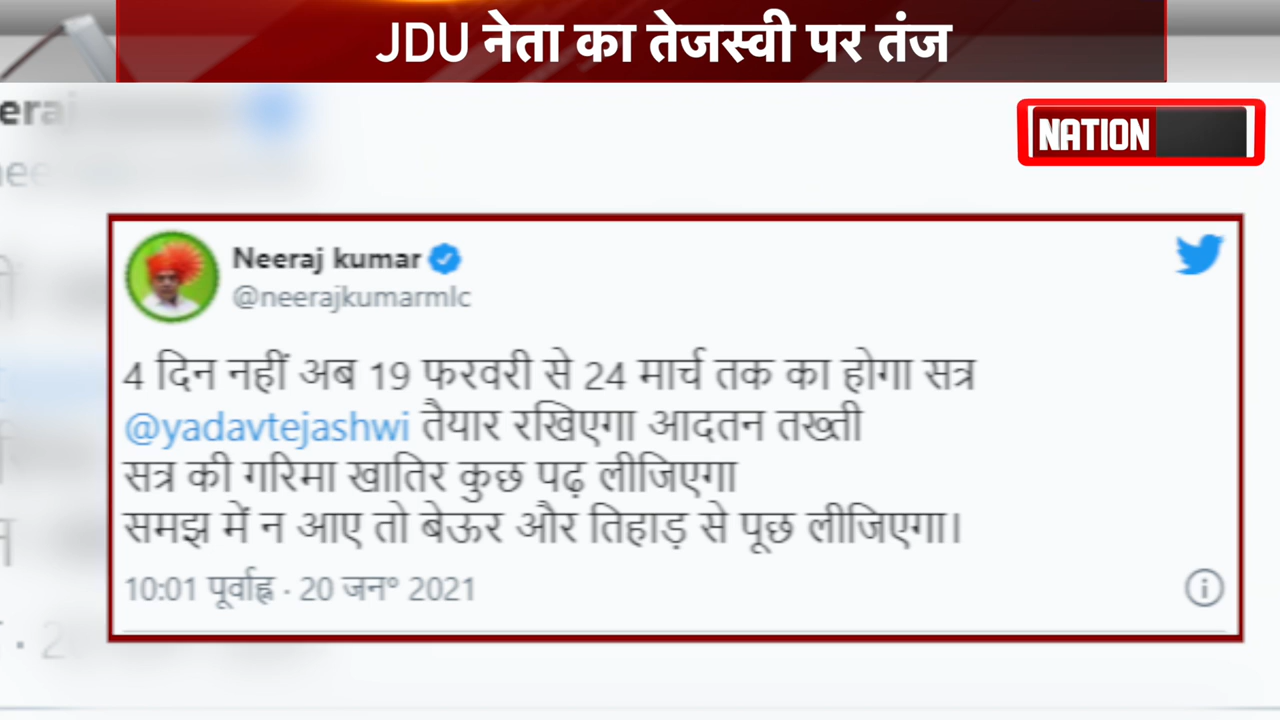 JDU नेता का तेजस्वी पर तंज
NATION
Neeraj kumar
@neerajkumarmlc
4 दिन नहीं अब 19 फरवरी से 24 मार्च तक का होगा सत्र
@yadavtejashwi तैयार रखिएगा आदतन तख्ती
सत्र की गरिमा खातिर कुछ पढ़ लीजिएगा
समझ में न आए तो बेऊर और तिहाड़ से पूछ लीजिएगा।
10:01 पूर्वाह्न · 20 जन° 2021